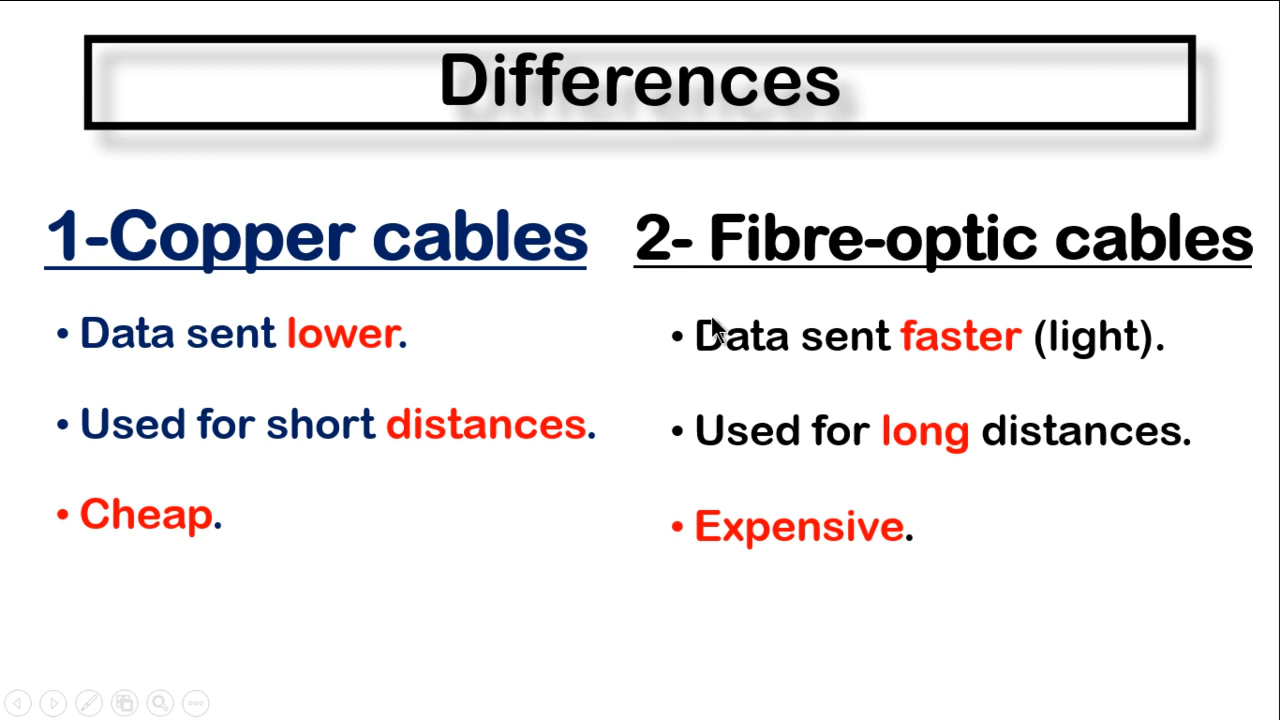 Differences
1-Copper cables
• Data sent lower.
• Used for short distances.
• Cheap.
2- Fibre-optic cables
• Data sent faster (light).
• Used for long distances.
• Expensive.